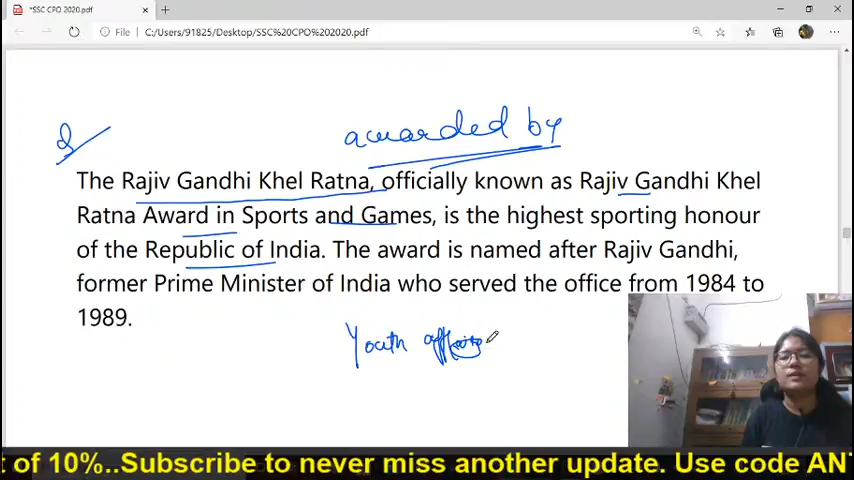 *SSC CPO 2020.pdf
File
C:/Users/91825/Desktop/SSC%20CPO%202020.pdf
awarded by
The Rajiv Gandhi Khel Ratna, officially known as Rajiv Gandhi Khel
Ratna Award in Sports and Games, is the highest sporting honour
of the Republic of India. The award is named after Rajiv Gandhi,
former Prime Minister of India who served the office from 1984 to
1989.
Youth
t of 10%..Subscribe to never miss another update. Use code AN